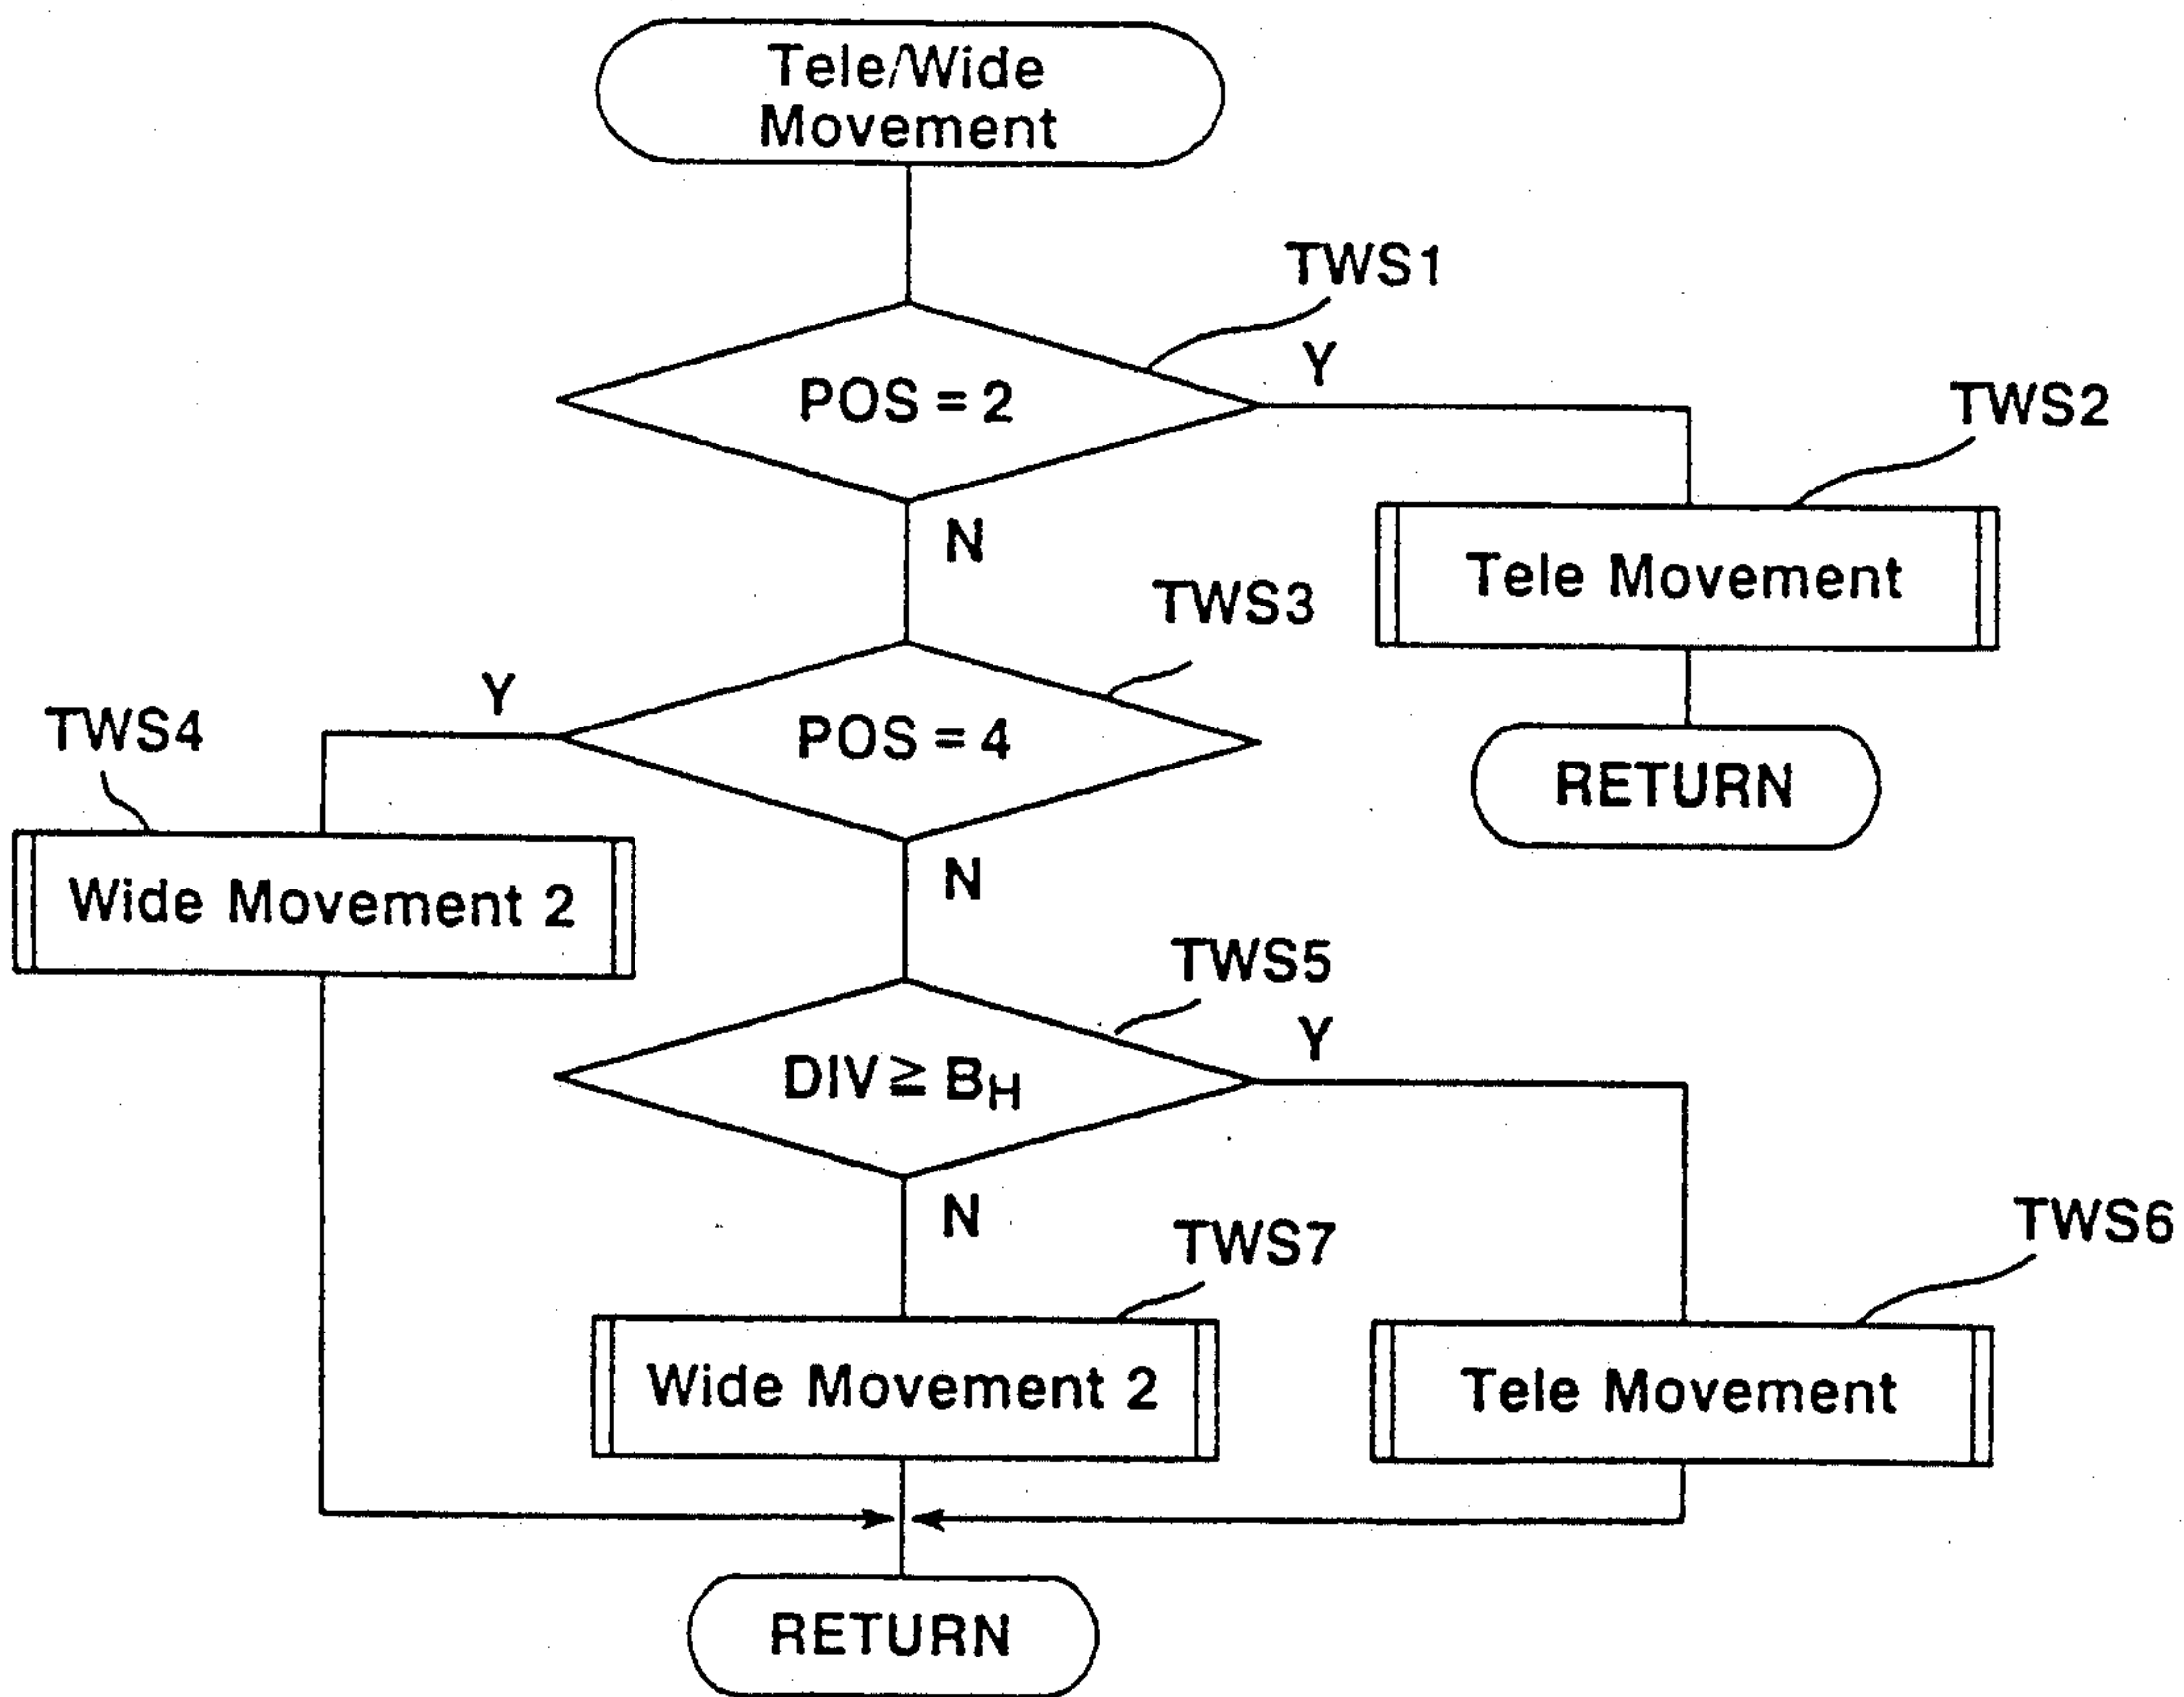 Tele/Wide
Movement
TWS1
POS = 2
Y
TWS2
N
Tele Movement
TWS3
RETURN
Y
POS = 4
TWS4
N
Wide Movement 2
TWS5
Y
DIV ≧ BH
N
TWS7
TWS6
Wide Movement 2
Tele Movement
RETURN